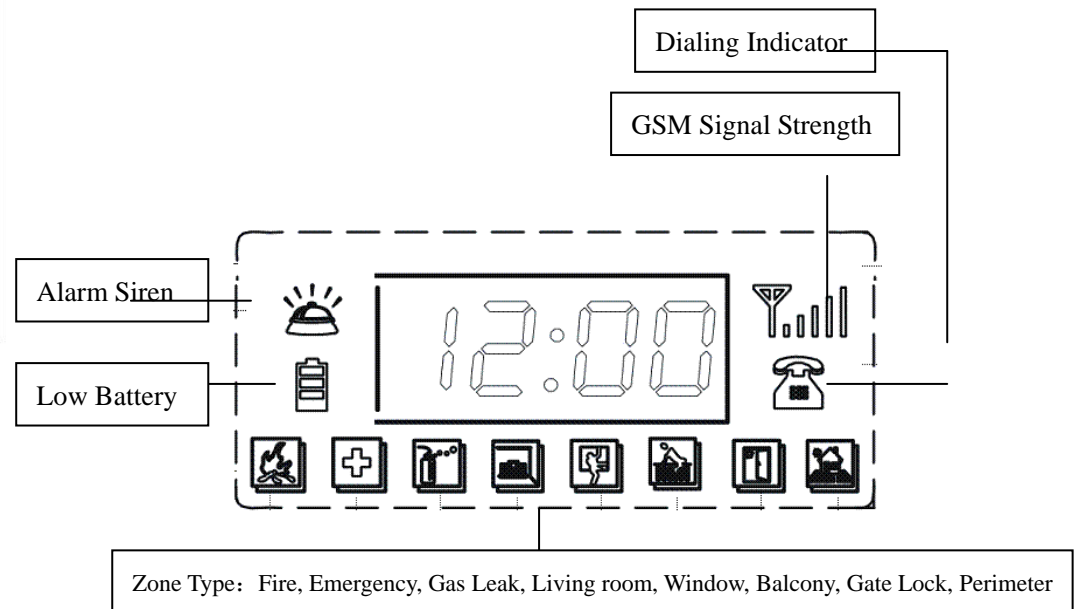 Dialing Indicator
GSM Signal Strength
Alarm Siren
12:00
Low Battery
Zone Type：Fire, Emergency, Gas Leak, Living room, Window, Balcony, Gate Lock, Perimeter